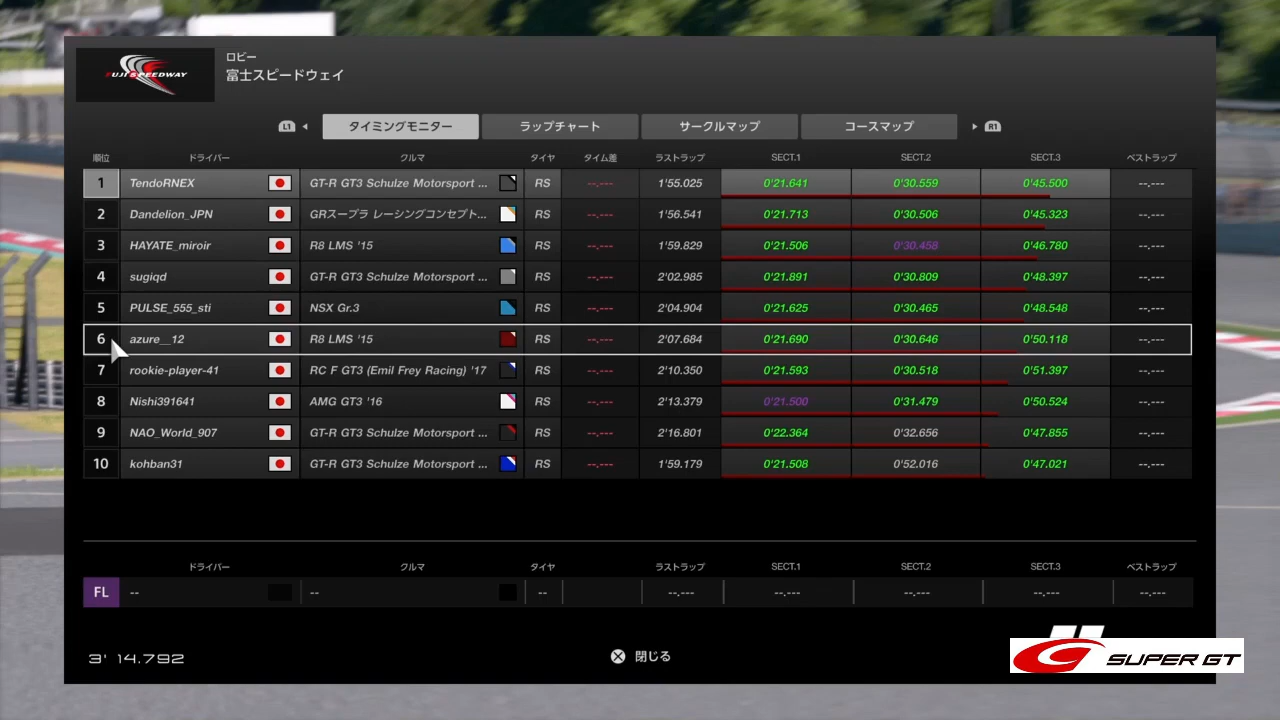 FUJI SPEEDWAY
ロビー
富士スピードウェイ
L1 タイミングモニター ラップチャート サークルマップ コースマップ R1
順位 ドライバー クルマ タイヤ タイム差 ラストラップ SECT.1 SECT.2 SECT.3 ベストラップ
1 TendoRNEX GT-R GT3 Schulze Motorsport ... RS --.--- 1'55.025 0'21.641 0'30.559 0'45.500 --.---
2 Dandelion_JPN GRスープラ レーシングコンセプト... RS --.--- 1'56.541 0'21.713 0'30.506 0'45.323 --.---
3 HAYATE_miroir R8 LMS '15 RS --.--- 1'59.829 0'21.506 0'30.458 0'46.780 --.---
4 sugiqd GT-R GT3 Schulze Motorsport ... RS --.--- 2'02.985 0'21.891 0'30.809 0'48.397 --.---
5 PULSE_555_sti NSX Gr.3 RS --.--- 2'04.904 0'21.625 0'30.465 0'48.548 --.---
6 azure__12 R8 LMS '15 RS --.--- 2'07.684 0'21.690 0'30.646 0'50.118 --.---
7 rookie-player-41 RC F GT3 (Emil Frey Racing) '17 RS --.--- 2'10.350 0'21.593 0'30.518 0'51.397 --.---
8 Nishi391641 AMG GT3 '16 RS --.--- 2'13.379 0'21.500 0'31.479 0'50.524 --.---
9 NAO_World_907 GT-R GT3 Schulze Motorsport ... RS --.--- 2'16.801 0'22.364 0'32.656 0'47.855 --.---
10 kohban31 GT-R GT3 Schulze Motorsport ... RS --.--- 1'59.179 0'21.508 0'52.016 0'47.021 --.---
ドライバー クルマ タイヤ ラストラップ SECT.1 SECT.2 SECT.3 ベストラップ
FL -- -- -- --.--- --.--- --.--- --.--- --.---
3'14.792
閉じる
SUPER GT